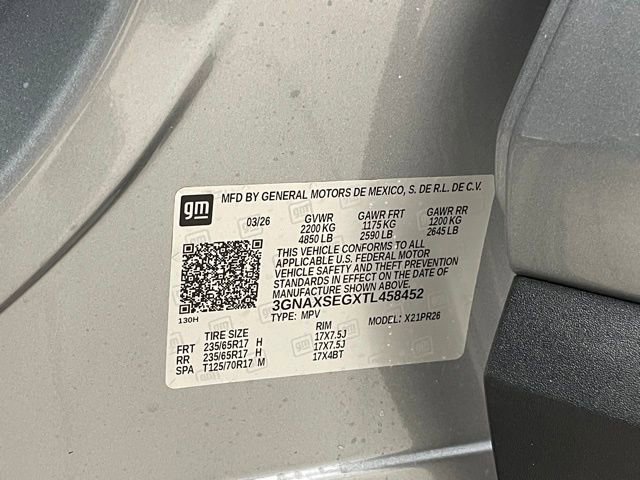 gm MFD BY GENERAL MOTORS DE MEXICO, S. DE R.L. DE C.V.
03/26 GVWR GAWR FRT GAWR RR
2200 KG 1175 KG 1200 KG
4850 LB 2590 LB 2645 LB
THIS VEHICLE CONFORMS TO ALL
APPLICABLE U.S. FEDERAL MOTOR
VEHICLE SAFETY AND THEFT PREVENTION
STANDARDS IN EFFECT ON THE DATE OF
MANUFACTURE SHOWN ABOVE.
3GNAXSEGXTL458452
130H
TYPE: MPV MODEL: X21PR26
TIRE SIZE RIM
FRT 235/65R17 H 17X7.5J
RR 235/65R17 H 17X7.5J
SPA T125/70R17 M 17X4BT